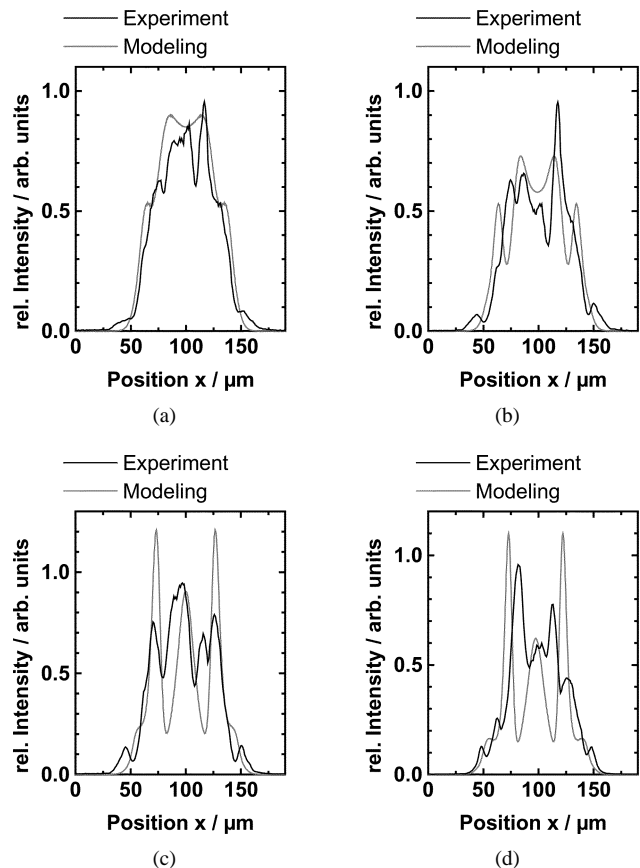 Experiment
Modeling
1.0
0.5
0.0
rel. Intensity / arb. units
0 50 100 150
Position x / µm
(a)
Experiment
Modeling
1.0
0.5
0.0
rel. Intensity / arb. units
0 50 100 150
Position x / µm
(b)
Experiment
Modeling
1.0
0.5
0.0
rel. Intensity / arb. units
0 50 100 150
Position x / µm
(c)
Experiment
Modeling
1.0
0.5
0.0
rel. Intensity / arb. units
0 50 100 150
Position x / µm
(d)